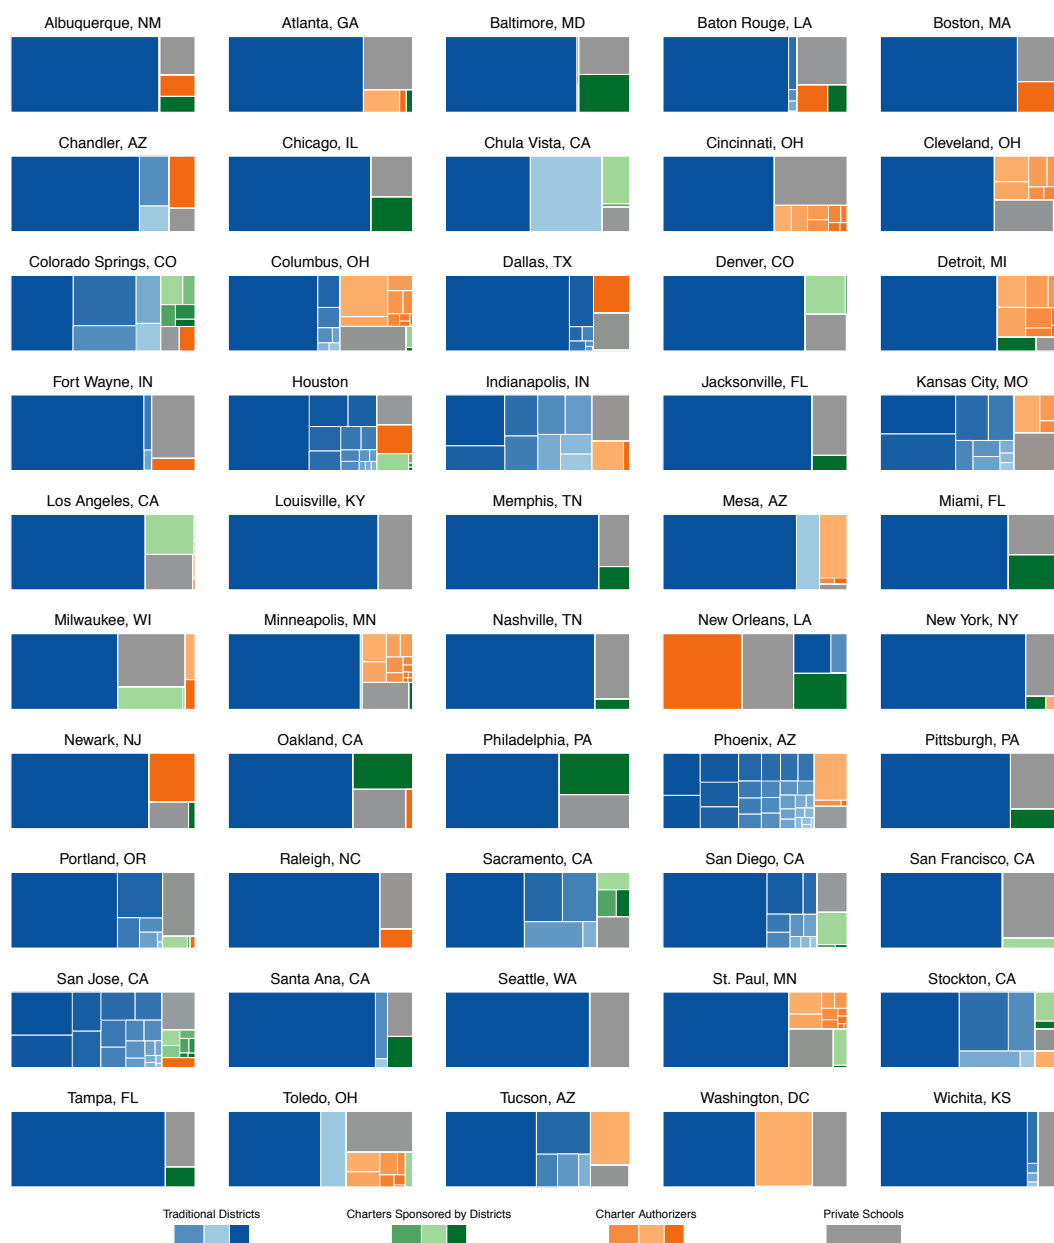 Albuquerque, NM
Atlanta, GA
Baltimore, MD
Baton Rouge, LA
Boston, MA
Chandler, AZ
Chicago, IL
Chula Vista, CA
Cincinnati, OH
Cleveland, OH
Colorado Springs, CO
Columbus, OH
Dallas, TX
Denver, CO
Detroit, MI
Fort Wayne, IN
Houston
Indianapolis, IN
Jacksonville, FL
Kansas City, MO
Los Angeles, CA
Louisville, KY
Memphis, TN
Mesa, AZ
Miami, FL
Milwaukee, WI
Minneapolis, MN
Nashville, TN
New Orleans, LA
New York, NY
Newark, NJ
Oakland, CA
Philadelphia, PA
Phoenix, AZ
Pittsburgh, PA
Portland, OR
Raleigh, NC
Sacramento, CA
San Diego, CA
San Francisco, CA
San Jose, CA
Santa Ana, CA
Seattle, WA
St. Paul, MN
Stockton, CA
Tampa, FL
Toledo, OH
Tucson, AZ
Washington, DC
Wichita, KS
Traditional Districts
Charters Sponsored by Districts
Charter Authorizers
Private Schools